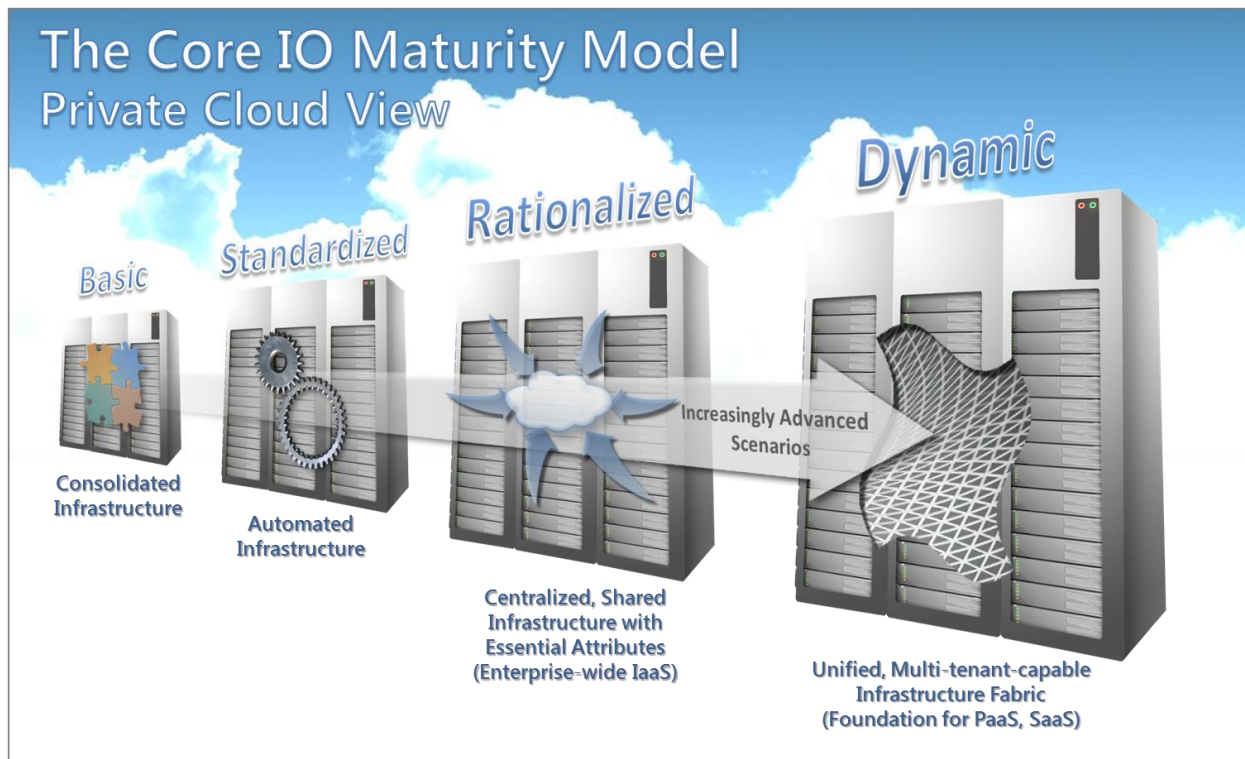 The Core IO Maturity Model
Private Cloud View
Basic
Consolidated
Infrastructure
Standardized
Automated
Infrastructure
Rationalized
Centralized, Shared
Infrastructure with
Essential Attributes
(Enterprise-wide IaaS)
Increasingly Advanced
Scenarios
Dynamic
Unified, Multi-tenant-capable
Infrastructure Fabric
(Foundation for PaaS, SaaS)